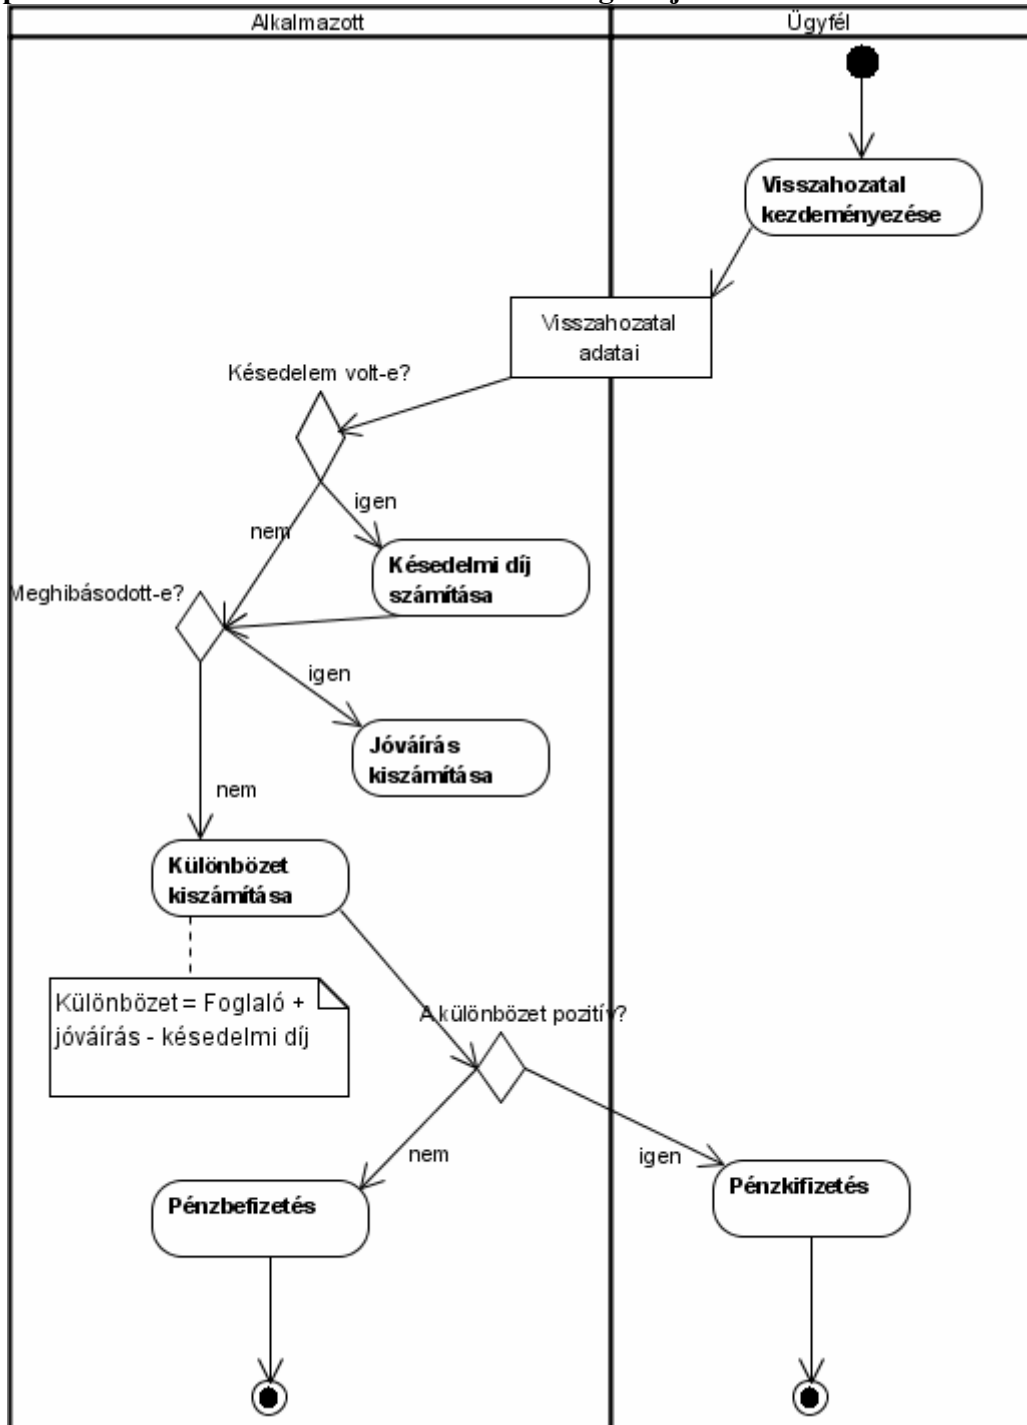 Alkalmazott
Ügyfél
Visszahozatal
kezdeményezése
Visszahozatal
adatai
Késedelem volt-e?
igen
nem
Késedelmi díj
számítása
Meghibásodott-e?
igen
Jóváírás
kiszámítása
nem
Különbözet
kiszámítása
Különbözet = Foglaló +
jóváírás - késedelmi díj
A különbözet pozitív?
nem
igen
Pénzbefizetés
Pénzkifizetés